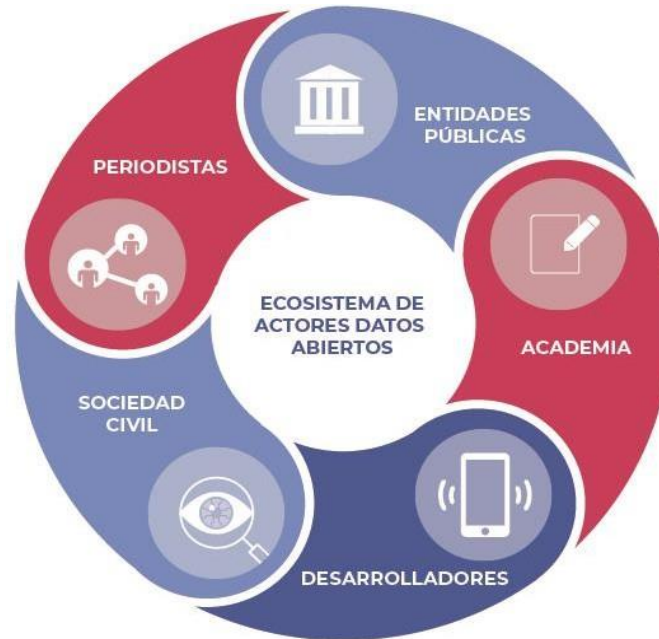 ENTIDADES
PÚBLICAS
PERIODISTAS
ECOSISTEMA DE
ACTORES DATOS
ABIERTOS
ACADEMIA
SOCIEDAD
CIVIL
DESARROLLADORES